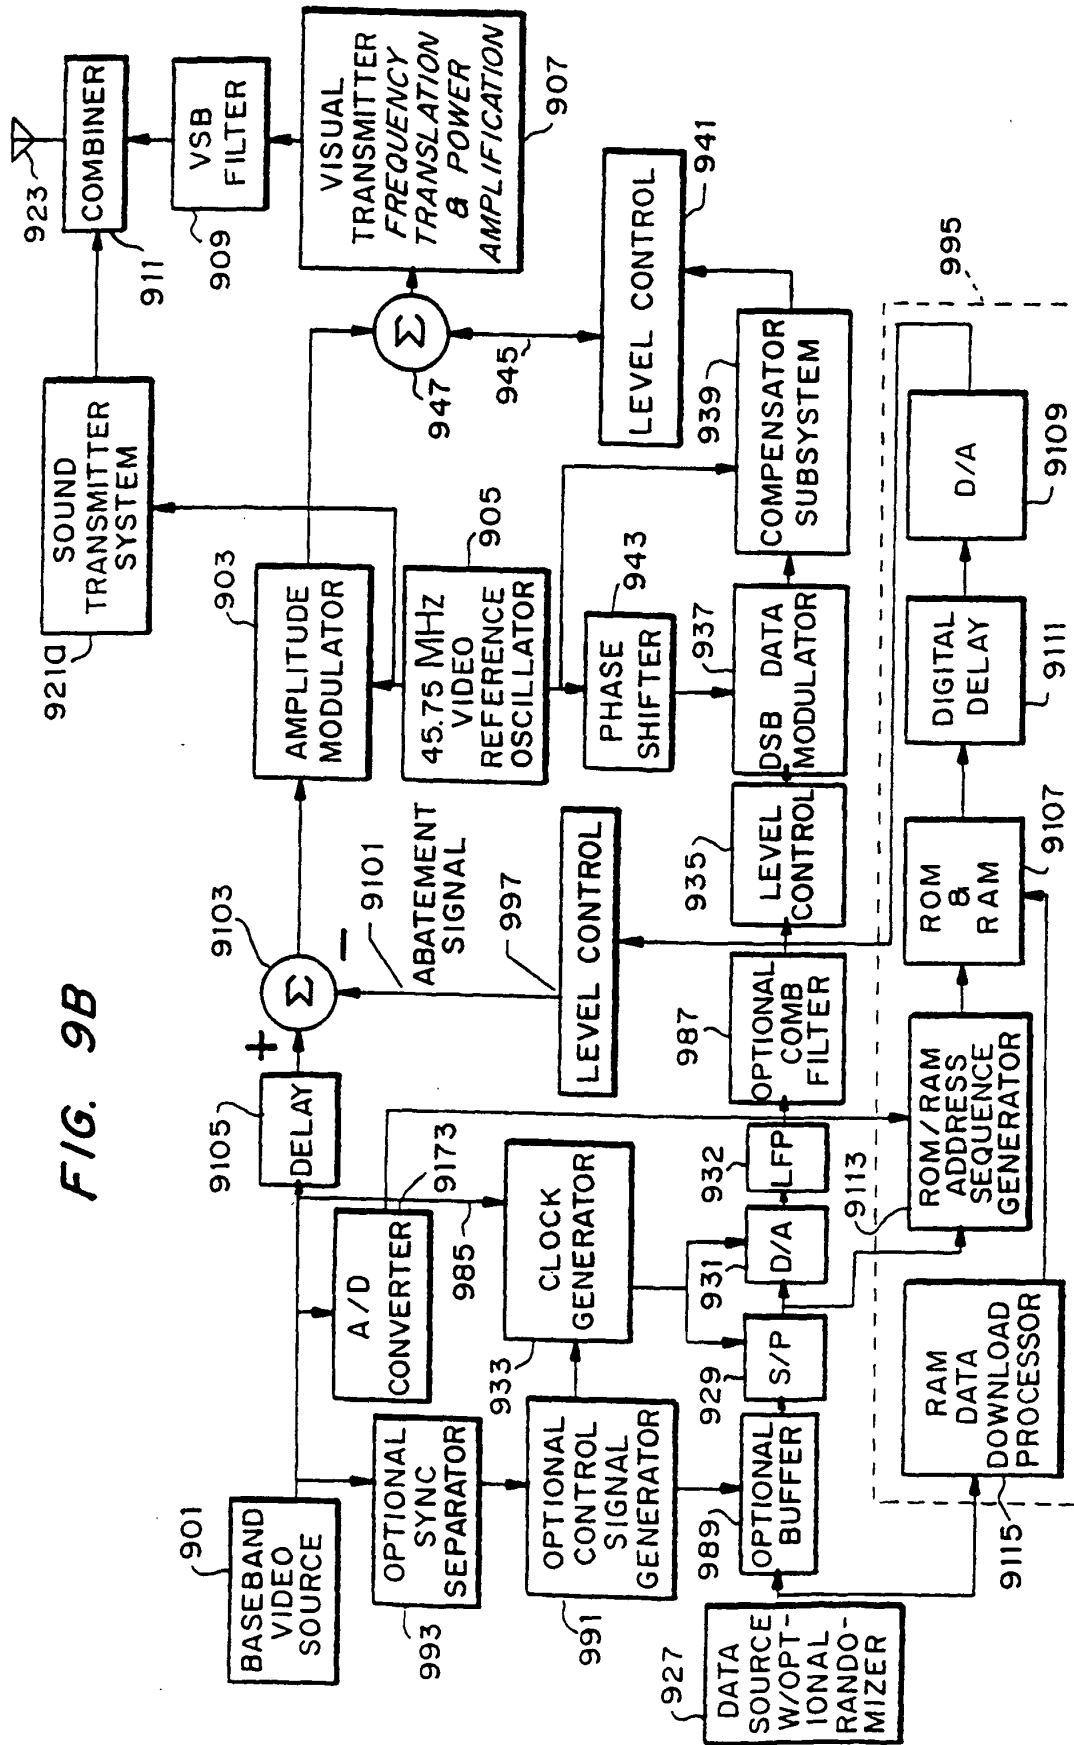 FIG. 9B
901
BASEBAND
VIDEO
SOURCE
9105
DELAY
+
9103
Σ
−
9101
ABATEMENT
SIGNAL
997
LEVEL CONTROL
903
AMPLITUDE
MODULATOR
921a
SOUND
TRANSMITTER
SYSTEM
923
COMBINER
911
VSB
FILTER
909
VISUAL
TRANSMITTER
FREQUENCY
TRANSLATION
& POWER
AMPLIFICATION
907
Σ
947
945
905
45.75 MHZ
VIDEO
REFERENCE
OSCILLATOR
943
PHASE
SHIFTER
941
LEVEL CONTROL
A/D
CONVERTER
9173
985
CLOCK
GENERATOR
933
OPTIONAL
SYNC
SEPARATOR
993
OPTIONAL
CONTROL
SIGNAL
GENERATOR
991
927
DATA
SOURCE
W/OPT-
IONAL
RANDO-
MIZER
989
OPTIONAL
BUFFER
929
S/P
931
D/A
932
LFP
987
OPTIONAL
COMB
FILTER
935
LEVEL
CONTROL
937
DSB DATA
MODULATOR
939
COMPENSATOR
SUBSYSTEM
995
9115
RAM
DATA
DOWNLOAD
PROCESSOR
9113
ROM/RAM
ADDRESS
SEQUENCE
GENERATOR
ROM
&
RAM
9107
DIGITAL
DELAY
9111
D/A
9109